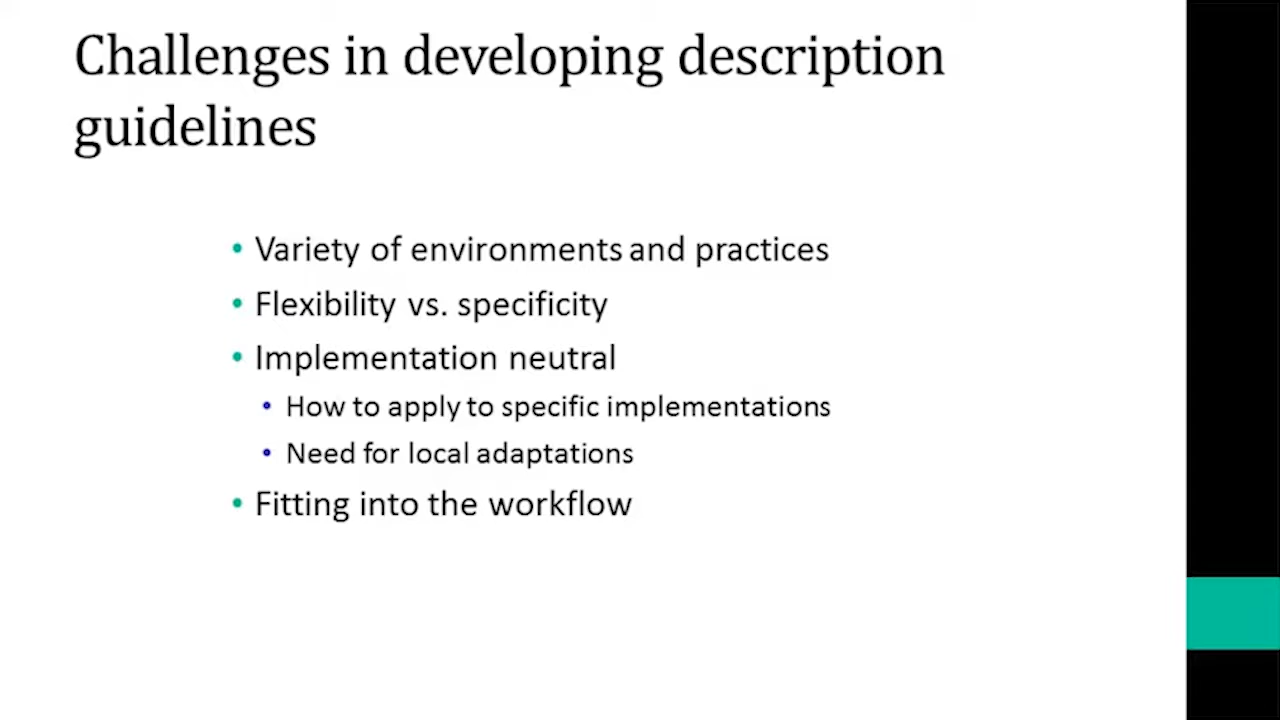 Challenges in developing description
guidelines
• Variety of environments and practices
• Flexibility vs. specificity
• Implementation neutral
• How to apply to specific implementations
• Need for local adaptations
• Fitting into the workflow